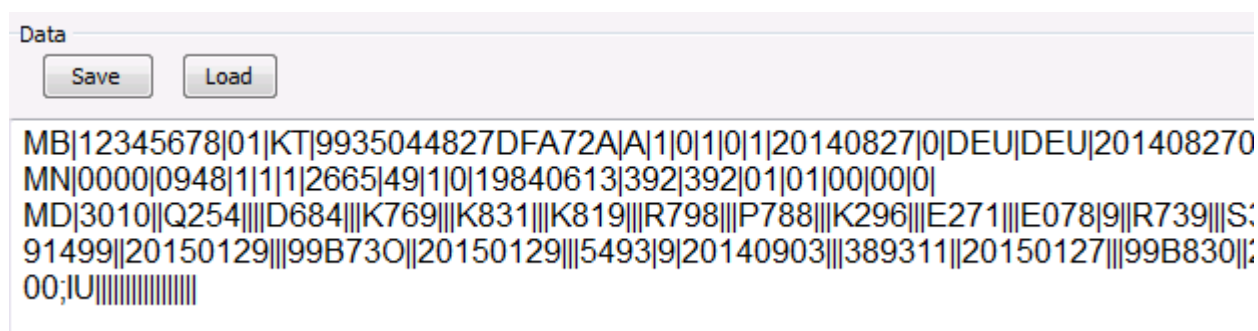 Data
Save Load
MB|12345678|01|KT|9935044827DFA72A|A|1|0|1|0|1|20140827|0|DEU|DEU|201408270
MN|0000|0948|1|1|1|2665|49|1|0|19840613|392|392|01|01|00|00|0|
MD|3010||Q254||||D684|||K769|||K831|||K819|||R798|||P788|||K296|||E271|||E078|9||R739|||S3
91499||20150129|||99B73O||20150129|||5493|9|20140903|||389311||20150127|||99B830||2
00;IU|||||||||||||||||